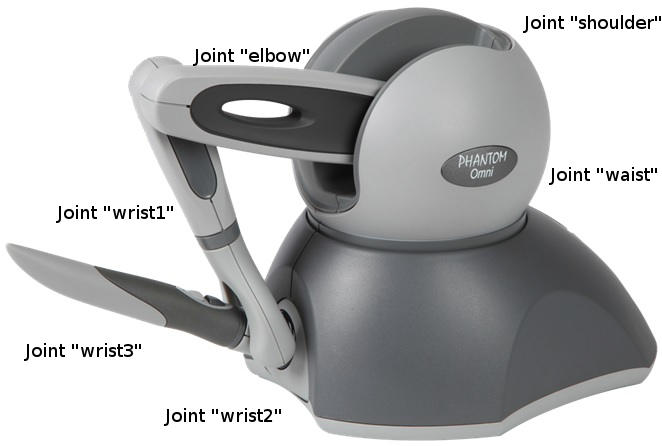 Joint "shoulder"
Joint "elbow"
PHANTOM
Omni
Joint "waist"
Joint "wrist1"
Joint "wrist3"
Joint "wrist2"